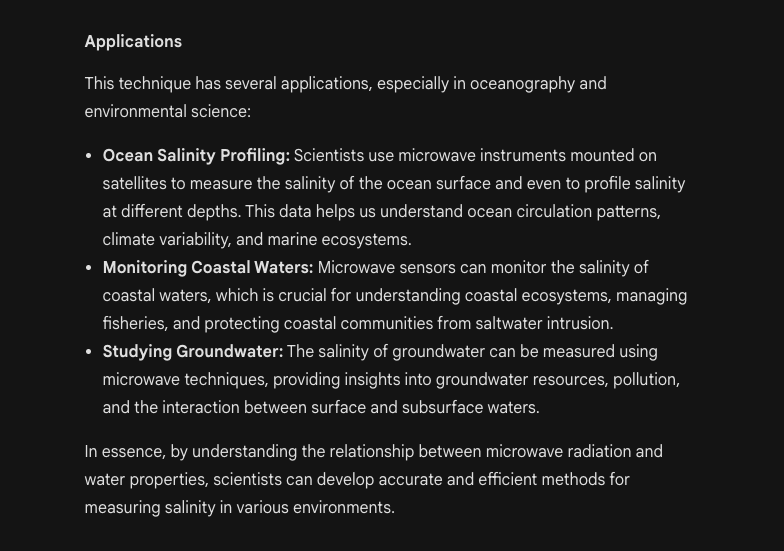 Applications
This technique has several applications, especially in oceanography and
environmental science:
• Ocean Salinity Profiling: Scientists use microwave instruments mounted on
satellites to measure the salinity of the ocean surface and even to profile salinity
at different depths. This data helps us understand ocean circulation patterns,
climate variability, and marine ecosystems.
• Monitoring Coastal Waters: Microwave sensors can monitor the salinity of
coastal waters, which is crucial for understanding coastal ecosystems, managing
fisheries, and protecting coastal communities from saltwater intrusion.
• Studying Groundwater: The salinity of groundwater can be measured using
microwave techniques, providing insights into groundwater resources, pollution,
and the interaction between surface and subsurface waters.
In essence, by understanding the relationship between microwave radiation and
water properties, scientists can develop accurate and efficient methods for
measuring salinity in various environments.